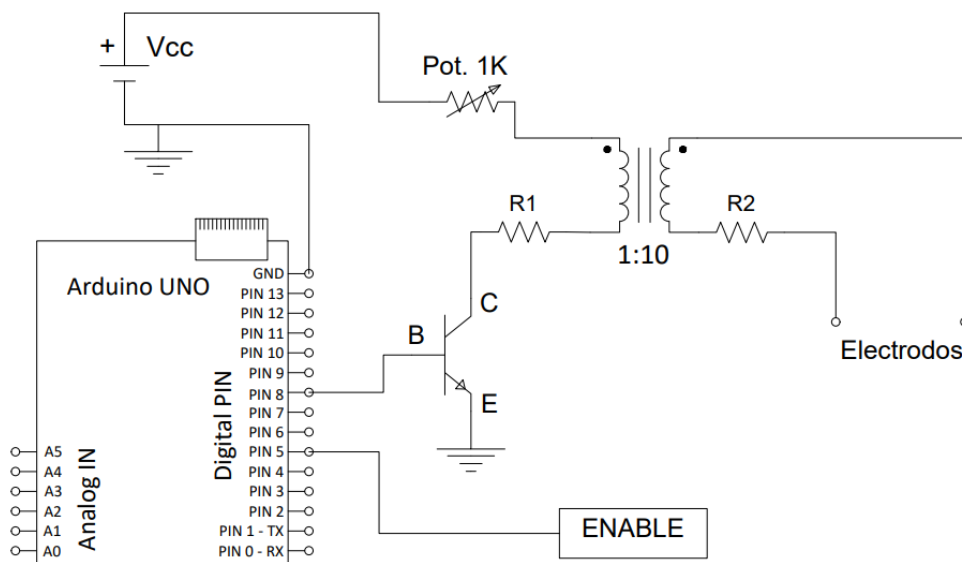 + Vcc
Pot. 1K
R1
R2
1:10
Arduino UNO
GND
PIN 13
PIN 12
PIN 11
PIN 10
PIN 9
PIN 8
PIN 7
PIN 6
PIN 5
PIN 4
PIN 3
PIN 2
PIN 1 - TX
PIN 0 - RX
Digital PIN
A5
A4
A3
A2
A1
A0
Analog IN
B
C
E
Electrodos
ENABLE